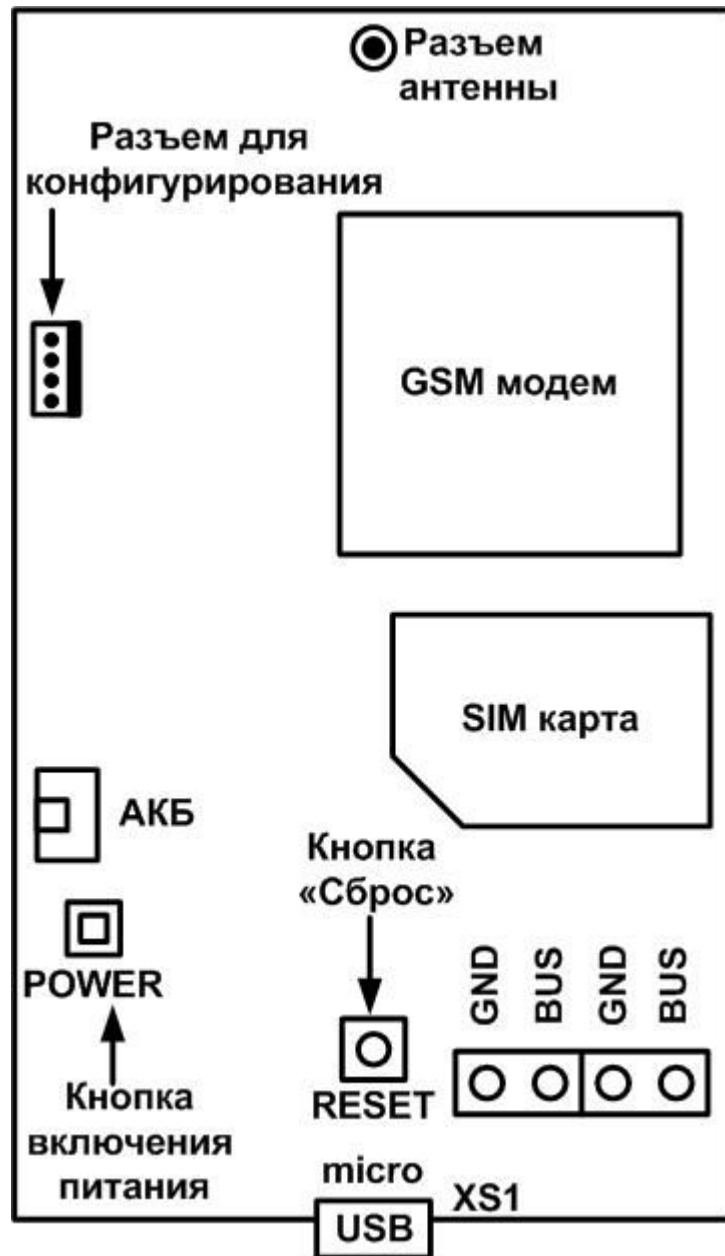 Разъем
антенны
Разъем для
конфигурирования
GSM модем
SIM карта
АКБ
Кнопка
«Сброс»
POWER
GND
BUS
GND
BUS
Кнопка
включения
питания
RESET
micro
USB
XS1